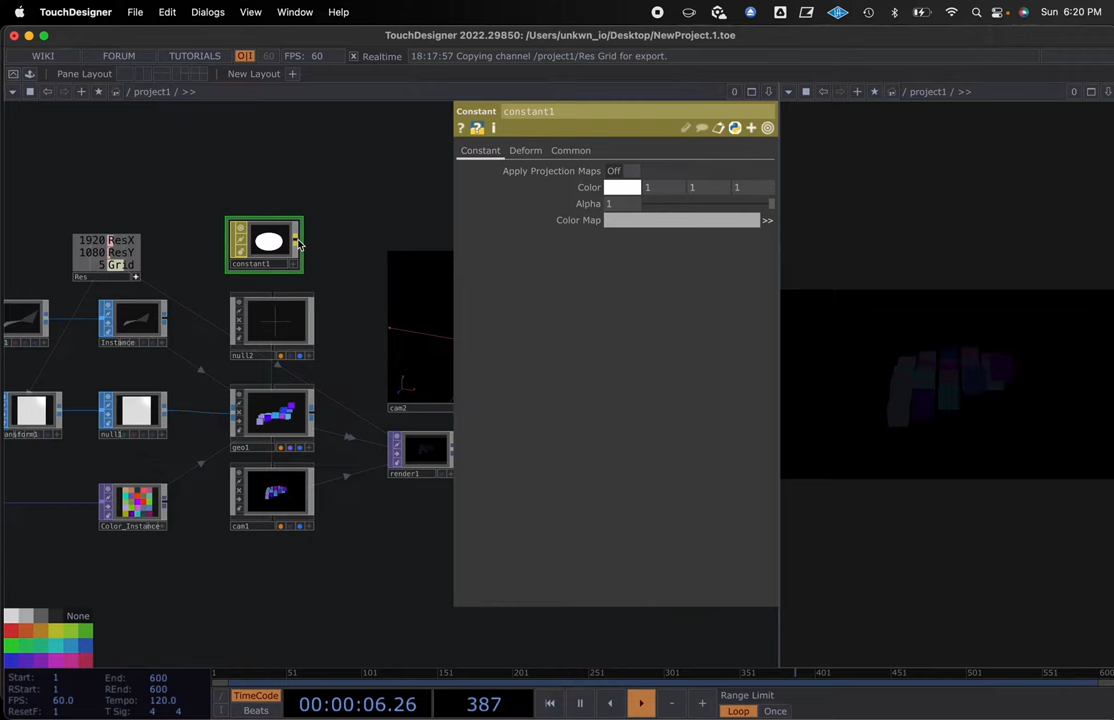 TouchDesigner File Edit Dialogs View Window Help Sun 6:20 PM
TouchDesigner 2022.29850: /Users/unkwn_io/Desktop/NewProject.1.toe
WIKI FORUM TUTORIALS O|I 60 FPS: 60 Realtime 18:17:57 Copying channel /project1/Res Grid for export.
Pane Layout New Layout +
/ project1 / >> 0
/ project1 / >> 0
Constant constant1
? ? i
Constant Deform Common
Apply Projection Maps Off
Color 1 1 1
Alpha 1
Color Map >>
1920 ResX
1080 ResY
5 Grid
Res
constant1
1 Instance
null2
ansform1 null1
geo1
cam2
render1
Color_Instance
cam1
None
Start: 1 End: 600
RStart: 1 REnd: 600
FPS: 60.0 Tempo: 120.0
ResetF: 1 T Sig: 4 4
1 51 101 151 201 251 301 351 401 451 501 551 600
TimeCode
Beats
00:00:06.26 387
Range Limit
Loop Once